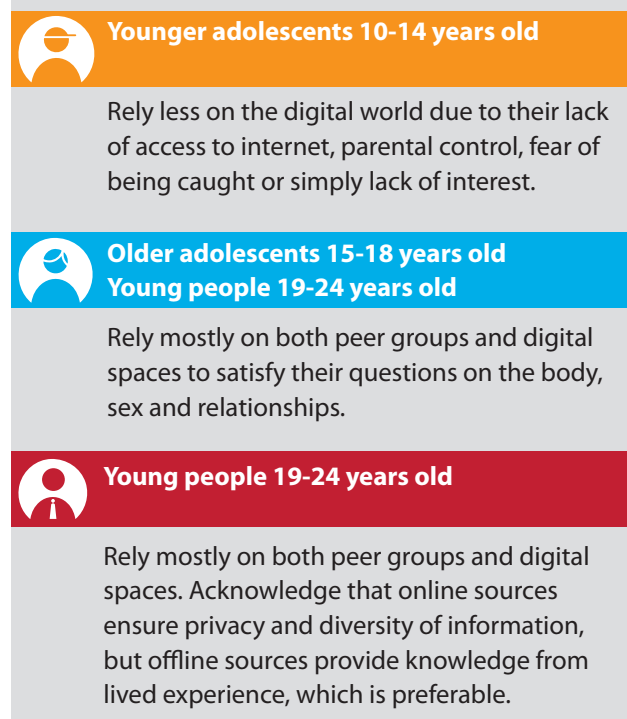 Younger adolescents 10-14 years old
Rely less on the digital world due to their lack
of access to internet, parental control, fear of
being caught or simply lack of interest.
Older adolescents 15-18 years old
Young people 19-24 years old
Rely mostly on both peer groups and digital
spaces to satisfy their questions on the body,
sex and relationships.
Young people 19-24 years old
Rely mostly on both peer groups and digital
spaces. Acknowledge that online sources
ensure privacy and diversity of information,
but offline sources provide knowledge from
lived experience, which is preferable.